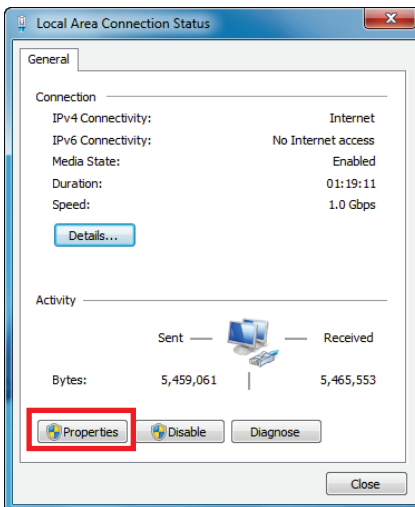 Local Area Connection Status
General
Connection
IPv4 Connectivity: Internet
IPv6 Connectivity: No Internet access
Media State: Enabled
Duration: 01:19:11
Speed: 1.0 Gbps
Details...
Activity
Sent — — Received
Bytes: 5,459,061 | 5,465,553
Properties Disable Diagnose
Close